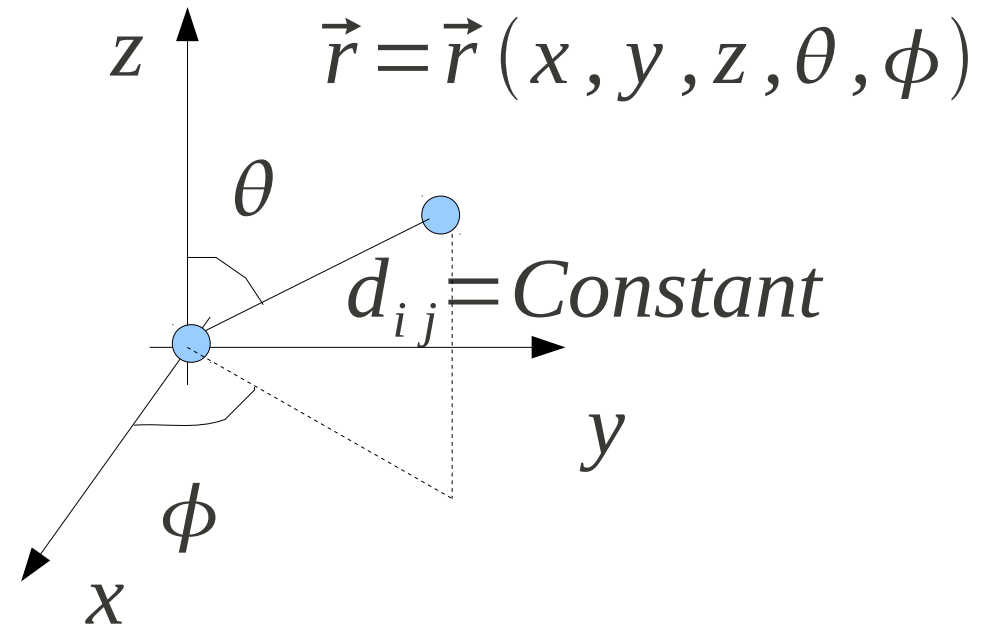 z
r⃗=r⃗(x,y,z,θ,ϕ)
θ
d_ij=Constant
y
ϕ
x